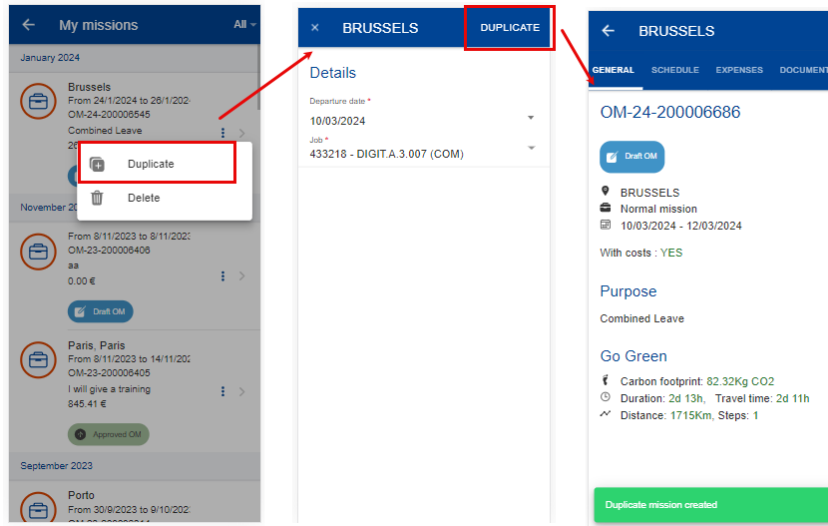 My missions
All
January 2024
Brussels
From 24/1/2024 to 26/1/202
OM-24-200006545
Combined Leave
Duplicate
Delete
November 20
From 8/11/2023 to 8/11/202
OM-23-200006406
aa
0.00 €
Draft OM
Paris, Paris
From 8/11/2023 to 14/11/202
OM-23-200006405
I will give a training
845.41 €
Approved OM
September 2023
Porto
From 30/9/2023 to 9/10/202
BRUSSELS
DUPLICATE
Details
Departure date *
10/03/2024
Job *
433218 - DIGIT.A.3.007 (COM)
BRUSSELS
GENERAL SCHEDULE EXPENSES DOCUMENT
OM-24-200006686
Draft OM
BRUSSELS
Normal mission
10/03/2024 - 12/03/2024
With costs : YES
Purpose
Combined Leave
Go Green
Carbon footprint: 82.32Kg CO2
Duration: 2d 13h, Travel time: 2d 11h
Distance: 1715Km, Steps: 1
Duplicate mission created